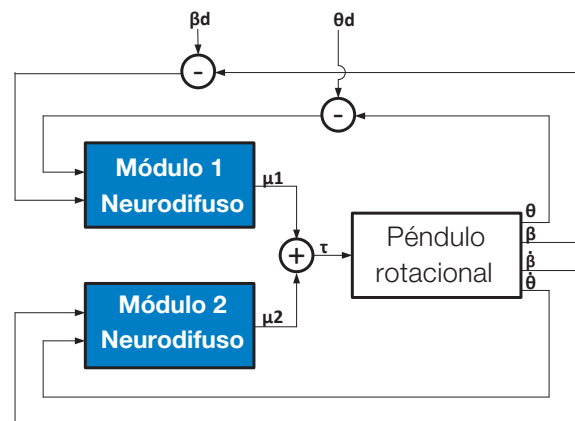 βd
θd
-
-
Módulo 1
Neurodifuso
μ1
+
τ
Péndulo
rotacional
θ
β
β̇
θ̇
Módulo 2
Neurodifuso
μ2